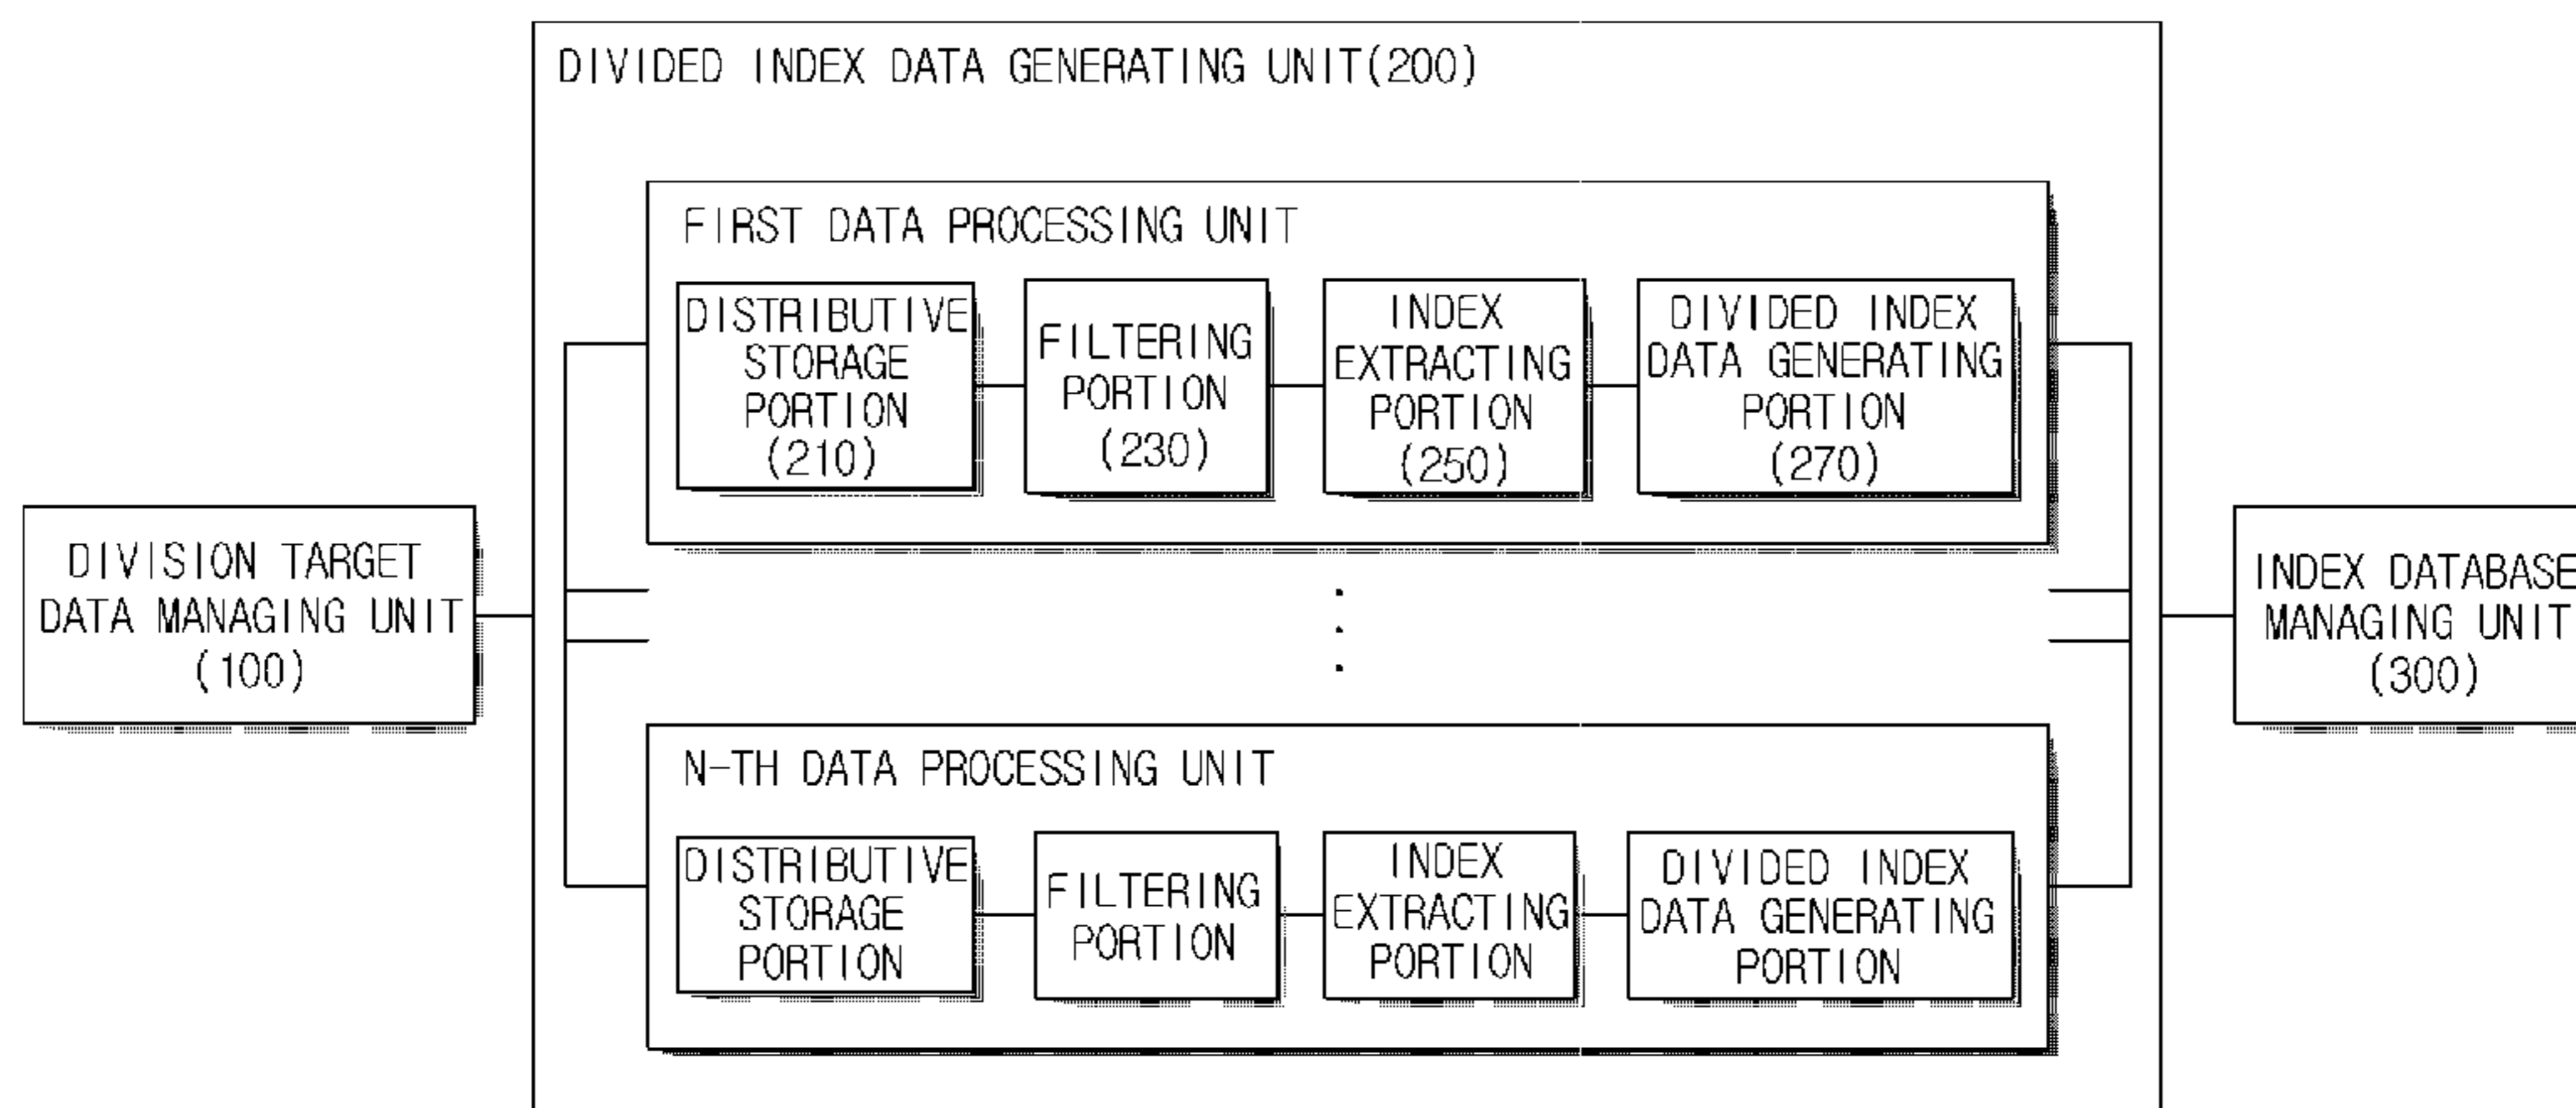 DIVIDED INDEX DATA GENERATING UNIT(200)
FIRST DATA PROCESSING UNIT
DISTRIBUTIVE
STORAGE
PORTION
(210)
FILTERING
PORTION
(230)
INDEX
EXTRACTING
PORTION
(250)
DIVIDED INDEX
DATA GENERATING
PORTION
(270)
DIVISION TARGET
DATA MANAGING UNIT
(100)
INDEX DATABASE
MANAGING UNIT
(300)
N-TH DATA PROCESSING UNIT
DISTRIBUTIVE
STORAGE
PORTION
FILTERING
PORTION
INDEX
EXTRACTING
PORTION
DIVIDED INDEX
DATA GENERATING
PORTION